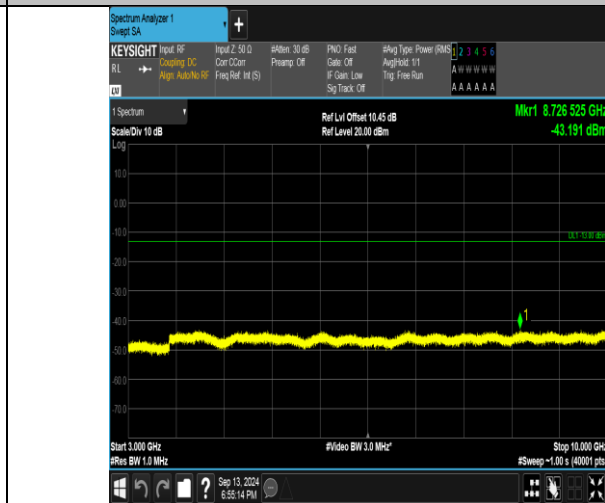 Spectrum Analyzer 1
Swept SA
+
KEYSIGHT Input: RF Input Z: 50 Ω #Atten: 30 dB PNO: Fast #Avg Type: Power (RMS 1 2 3 4 5 6
RL Coupling: DC Corr CCorr Preamp: Off Gate: Off Avg|Hold: 1/1 A W W W W W
Align: Auto/No RF Freq Ref: Int (S) IF Gain: Low Trig: Free Run
Sig Track: Off A A A A A A
1 Spectrum Ref Lvl Offset 10.45 dB Mkr1 8.726 525 GHz
Scale/Div 10 dB Ref Level 20.00 dBm -43.191 dBm
Log
10.0
0.00
-10.0
DL1 -13.00 dBm
-20.0
-30.0
-40.0
1
-50.0
-60.0
-70.0
Start 3.000 GHz #Video BW 3.0 MHz* Stop 10.000 GHz
#Res BW 1.0 MHz #Sweep ~1.00 s (40001 pts
? Sep 13, 2024
6:55:14 PM